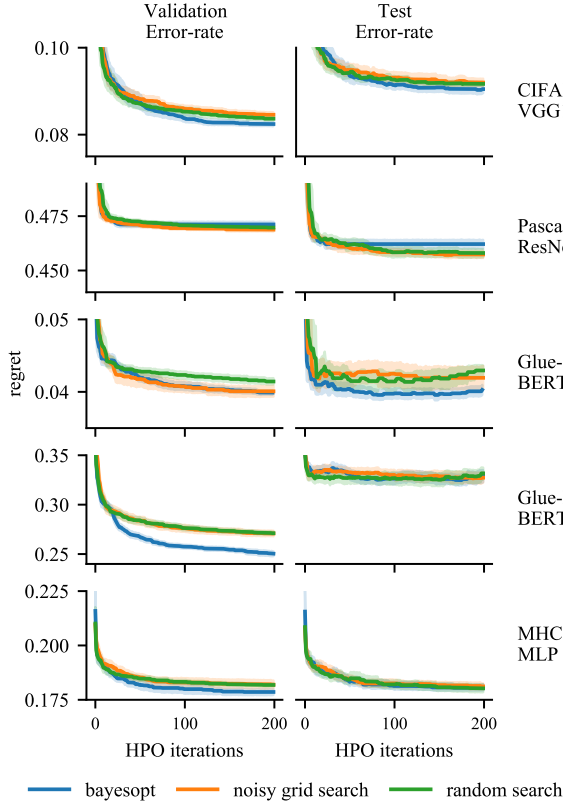 Validation
Error-rate
Test
Error-rate
0.10
0.08
CIFA
VGG
0.475
0.450
Pasca
ResNe
0.05
0.04
Glue-
BERT
regret
0.35
0.30
0.25
Glue-
BERT
0.225
0.200
0.175
MHC
MLP
0 100 200
0 100 200
HPO iterations
HPO iterations
bayesopt noisy grid search random search